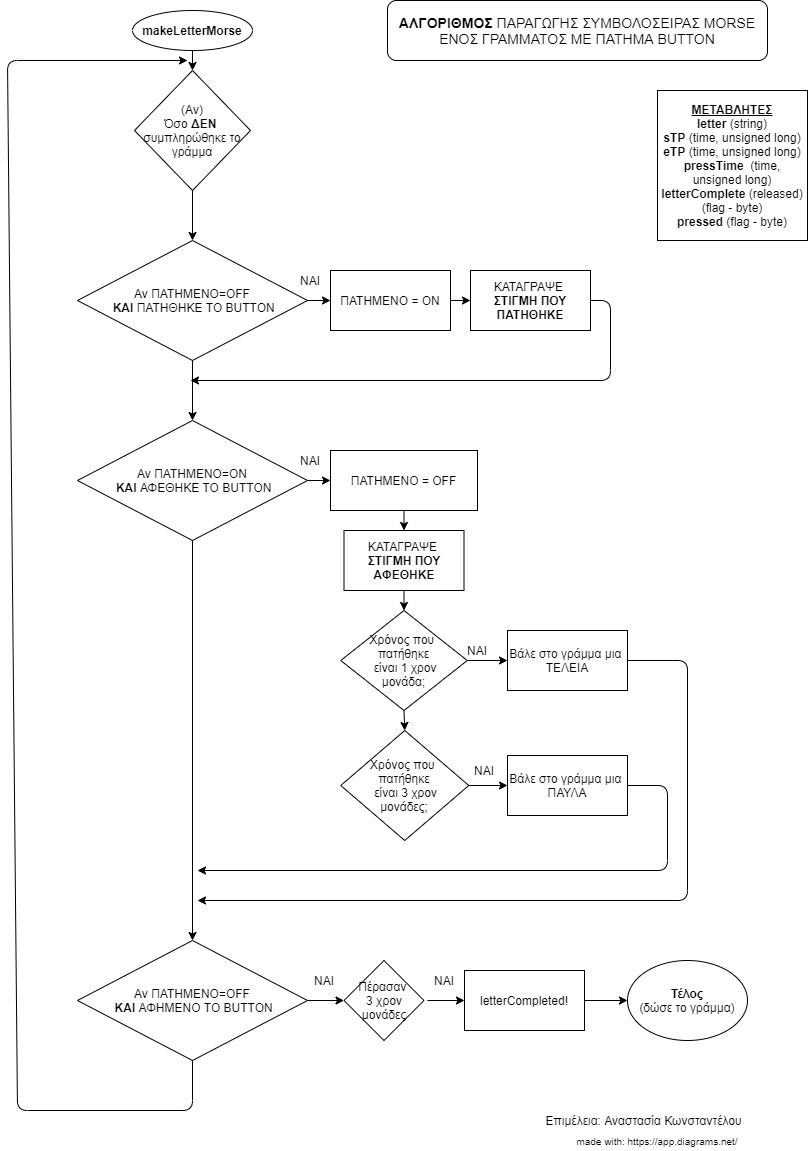 makeLetterMorse
ΑΛΓΟΡΙΘΜΟΣ ΠΑΡΑΓΩΓΗΣ ΣΥΜΒΟΛΟΣΕΙΡΑΣ MORSE
ΕΝΟΣ ΓΡΑΜΜΑΤΟΣ ΜΕ ΠΑΤΗΜΑ BUTTON
ΜΕΤΑΒΛΗΤΕΣ
letter (string)
sTP (time, unsigned long)
eTP (time, unsigned long)
pressTime (time,
unsigned long)
letterComplete (released)
(flag - byte)
pressed (flag - byte)
(Αν)
Όσο ΔΕΝ
συμπληρώθηκε το
γράμμα
Αν ΠΑΤΗΜΕΝΟ=OFF
ΚΑΙ ΠΑΤΗΘΗΚΕ ΤΟ BUTTON
ΝΑΙ
ΠΑΤΗΜΕΝΟ = ON
ΚΑΤΑΓΡΑΨΕ
ΣΤΙΓΜΗ ΠΟΥ
ΠΑΤΗΘΗΚΕ
Αν ΠΑΤΗΜΕΝΟ=ON
ΚΑΙ ΑΦΕΘΗΚΕ ΤΟ BUTTON
ΝΑΙ
ΠΑΤΗΜΕΝΟ = OFF
ΚΑΤΑΓΡΑΨΕ
ΣΤΙΓΜΗ ΠΟΥ
ΑΦΕΘΗΚΕ
Χρόνος που
πατήθηκε
είναι 1 χρον
μονάδα;
ΝΑΙ
Βάλε στο γράμμα μια
ΤΕΛΕΙΑ
Χρόνος που
πατήθηκε
είναι 3 χρον
μονάδες;
ΝΑΙ
Βάλε στο γράμμα μια
ΠΑΥΛΑ
Αν ΠΑΤΗΜΕΝΟ=OFF
ΚΑΙ ΑΦΗΜΕΝΟ ΤΟ BUTTON
ΝΑΙ
Πέρασαν
3 χρον
μονάδες
ΝΑΙ
letterCompleted!
Τέλος
(δώσε το γράμμα)
Επιμέλεια: Αναστασία Κωνσταντέλου
made with: https://app.diagrams.net/